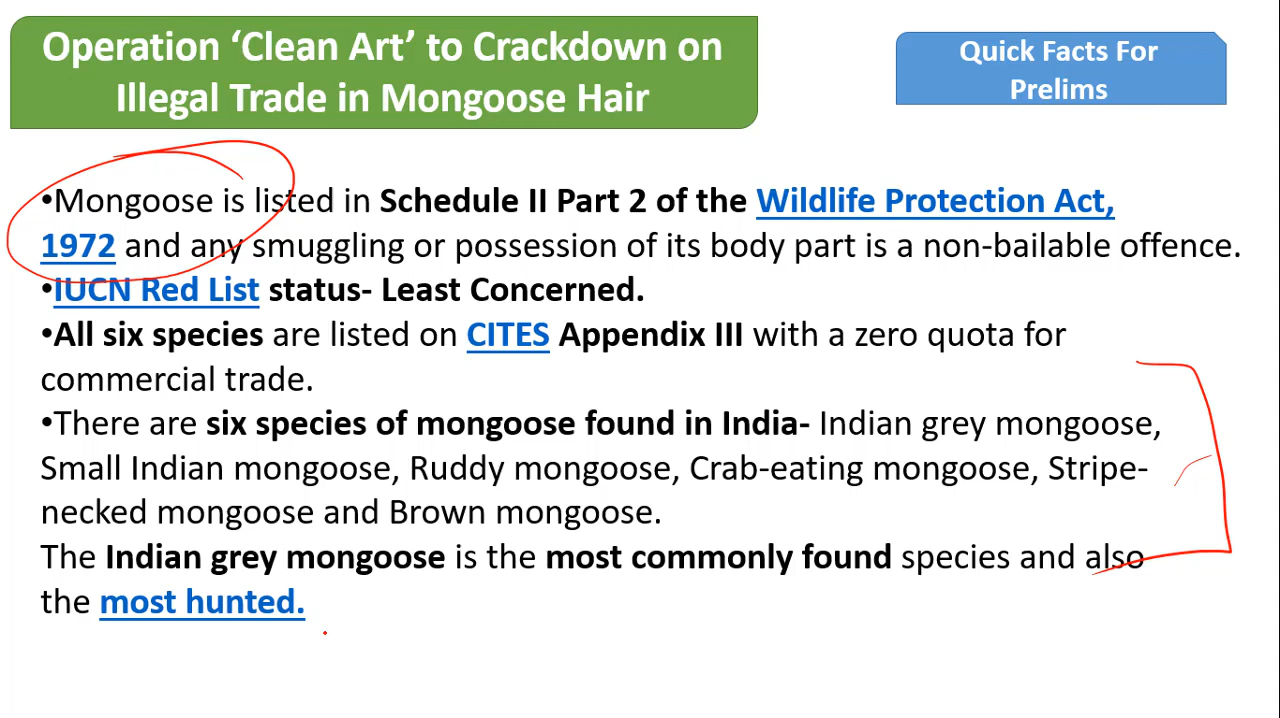 Operation ‘Clean Art’ to Crackdown on
Illegal Trade in Mongoose Hair
Quick Facts For
Prelims
•Mongoose is listed in Schedule II Part 2 of the Wildlife Protection Act,
1972 and any smuggling or possession of its body part is a non-bailable offence.
•IUCN Red List status- Least Concerned.
•All six species are listed on CITES Appendix III with a zero quota for
commercial trade.
•There are six species of mongoose found in India- Indian grey mongoose,
Small Indian mongoose, Ruddy mongoose, Crab-eating mongoose, Stripe-
necked mongoose and Brown mongoose.
The Indian grey mongoose is the most commonly found species and also
the most hunted.